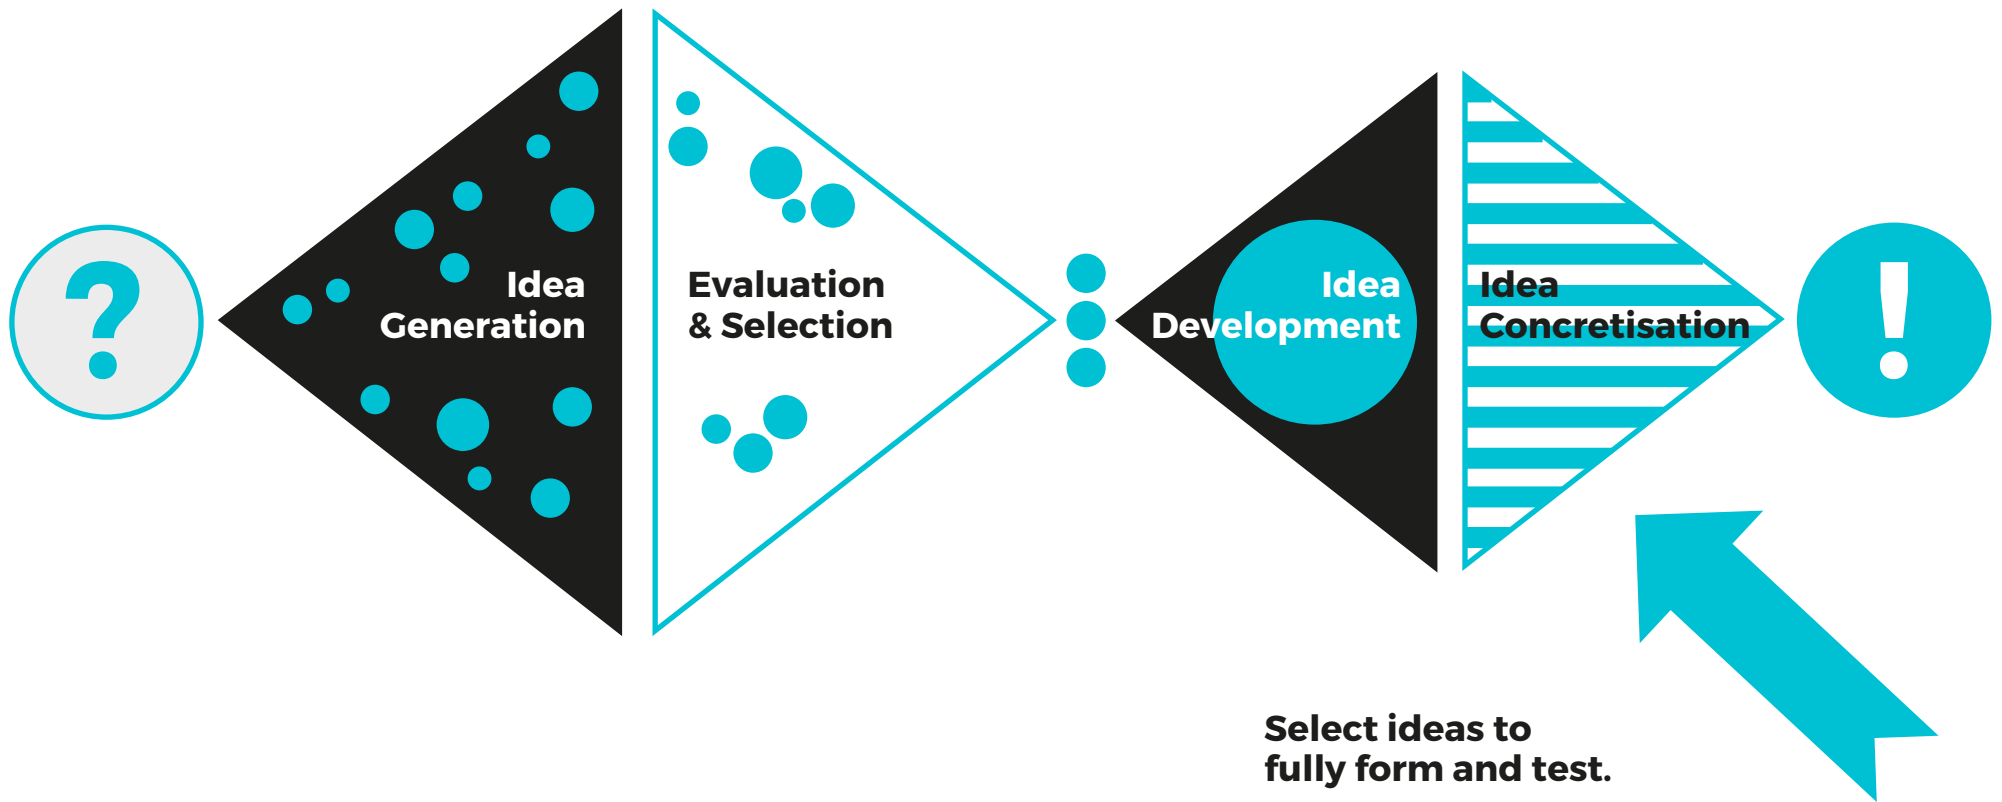 ?
Idea
Generation
Evaluation
& Selection
Idea
Development
Idea
Concretisation
!
Select ideas to
fully form and test.